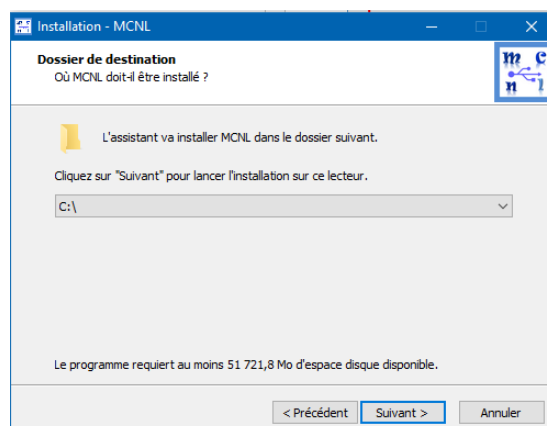 Installation - MCNL
Dossier de destination
Où MCNL doit-il être installé ?
m c
n l
L'assistant va installer MCNL dans le dossier suivant.
Cliquez sur "Suivant" pour lancer l'installation sur ce lecteur.
C:\
Le programme requiert au moins 51 721,8 Mo d'espace disque disponible.
< Précédent Suivant > Annuler